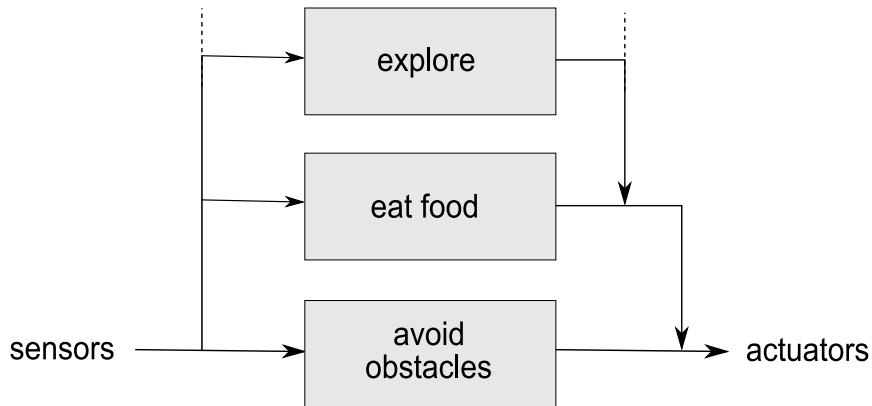 explore
eat food
sensors
avoid
obstacles
actuators